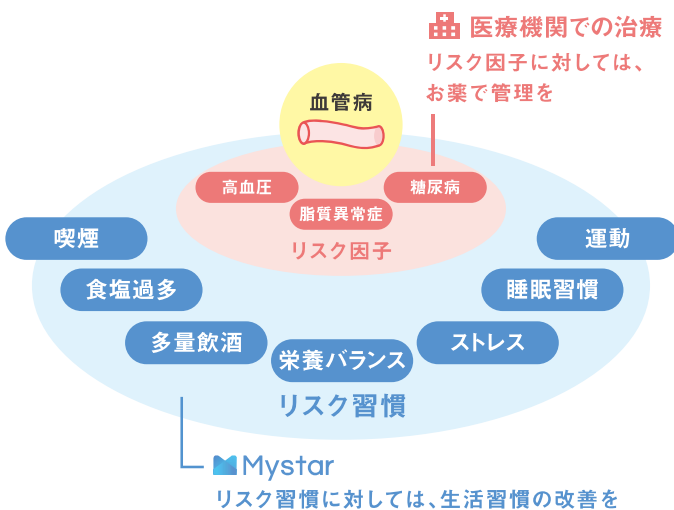 医療機関での治療
リスク因子に対しては、
お薬で管理を
血管病
高血圧
糖尿病
脂質異常症
リスク因子
喫煙
運動
食塩過多
睡眠習慣
多量飲酒
ストレス
栄養バランス
リスク習慣
Mystar
リスク習慣に対しては、生活習慣の改善を